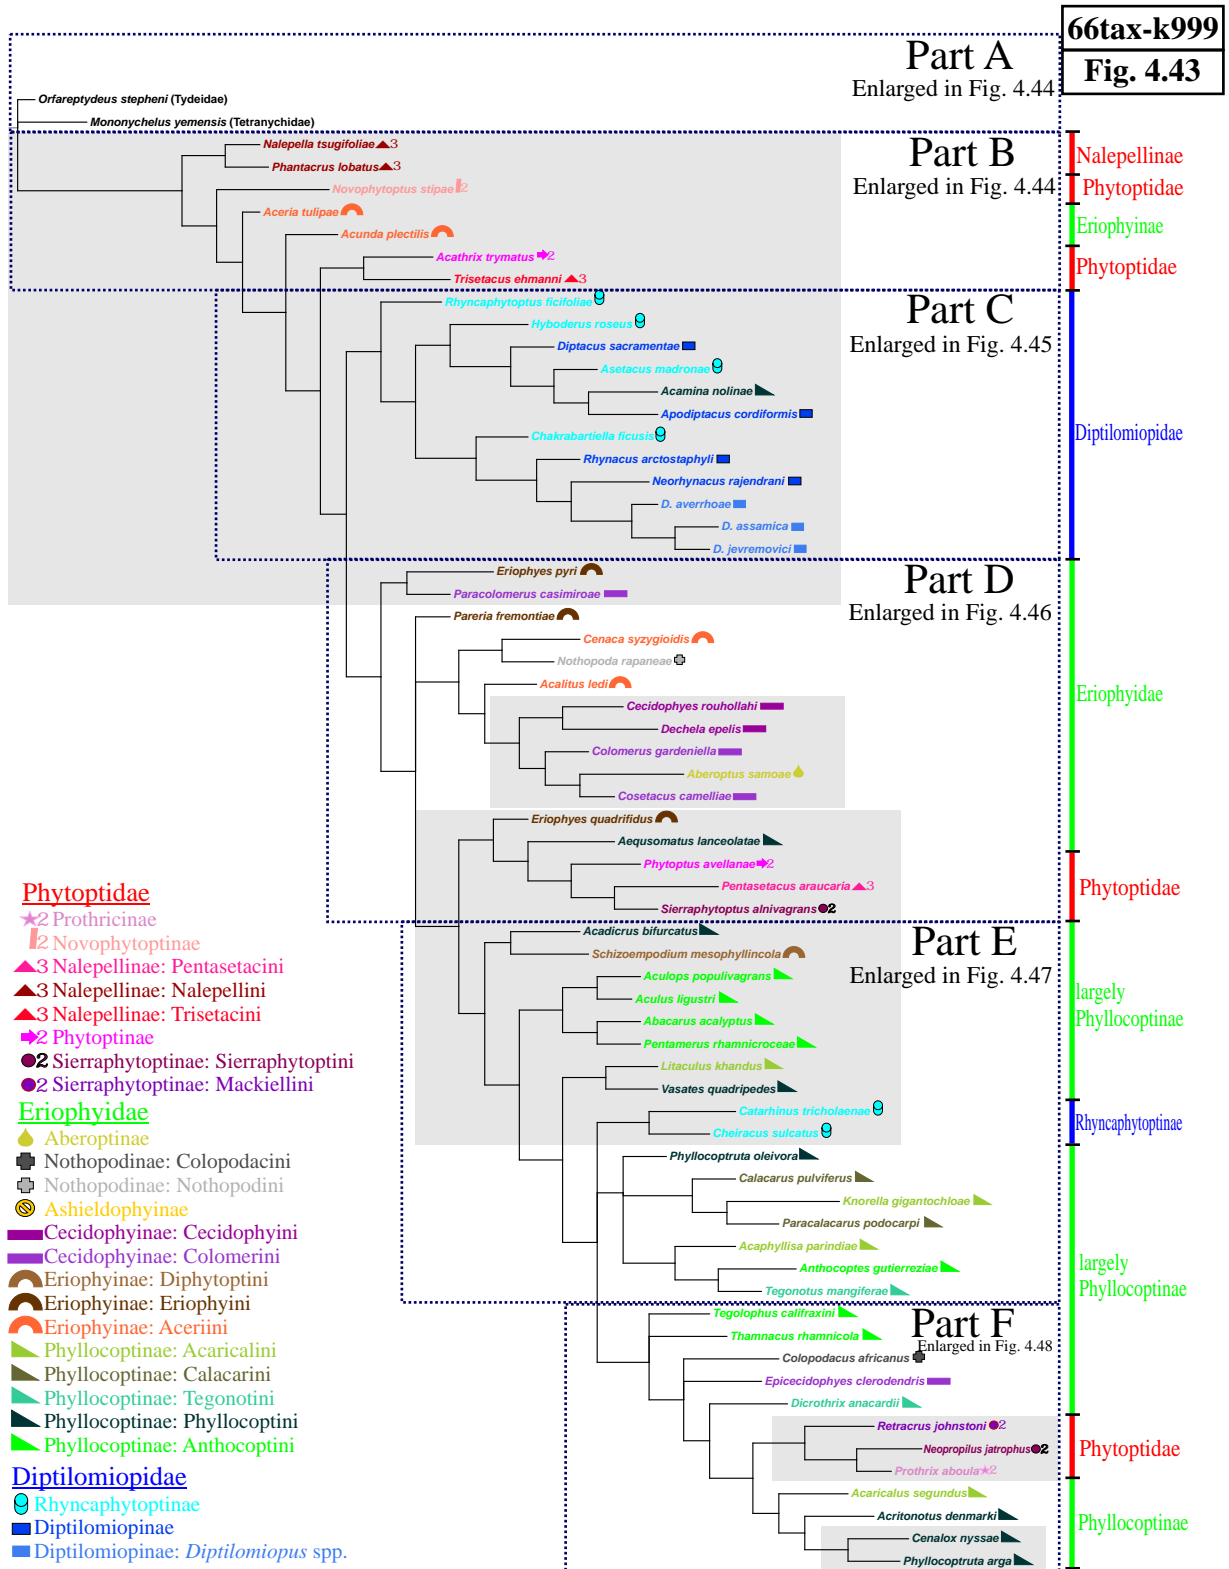 66tax-k999
Fig. 4.43
Part A
Enlarged in Fig. 4.44
Orfareptydeus stepheni (Tydeidae)
Mononychelus yemensis (Tetranychidae)
Part B
Enlarged in Fig. 4.44
Nalepella tsugifoliae 3
Phantacrus lobatus 3
Novophytoptus stipae 2
Aceria tulipae
Acunda plectilis
Acathrix trymatus 2
Trisetacus ehmanni 3
Nalepellinae
Phytoptidae
Eriophyinae
Phytoptidae
Part C
Enlarged in Fig. 4.45
Rhyncaphytoptus ficifoliae
Hyboderus roseus
Diptacus sacramentae
Asetacus madronae
Acamina nolinae
Apodiptacus cordiformis
Chakrabartiella ficusis
Rhynacus arctostaphyli
Neorhynacus rajendrani
D. averrhoae
D. assamica
D. jevremovici
Diptilomiopidae
Part D
Enlarged in Fig. 4.46
Eriophyes pyri
Paracolomerus casimiroae
Pareria fremontiae
Cenaca syzygioidis
Nothopoda rapaneae
Acalitus ledi
Cecidophyes rouhollahi
Dechela epelis
Colomerus gardeniella
Aberoptus samoae
Cosetacus camelliae
Eriophyes quadrifidus
Aequsomatus lanceolatae
Phytoptus avellanae 2
Pentasetacus araucaria 3
Sierraphytoptus alnivagrans 2
Eriophyidae
Phytoptidae
Part E
Enlarged in Fig. 4.47
Acadicrus bifurcatus
Schizoempodium mesophyllincola
Aculops populivagrans
Aculus ligustri
Abacarus acalyptus
Pentamerus rhamnicroceae
Litaculus khandus
Vasates quadripedes
Catarhinus tricholaenae
Cheiracus sulcatus
Phyllocoptruta oleivora
Calacarus pulviferus
Knorella gigantochloae
Paracalacarus podocarpi
Acaphyllisa parindiae
Anthocoptes gutierreziae
Tegonotus mangiferae
largely
Phyllocoptinae
Rhyncaphytoptinae
largely
Phyllocoptinae
Part F
Enlarged in Fig. 4.48
Tegolophus califraxini
Thamnacus rhamnicola
Colopodacus africanus
Epicecidophyes clerodendris
Dicrothrix anacardii
Retracrus johnstoni 2
Neopropilus jatrophus 2
Prothrix aboula 2
Acaricalus segundus
Acritonotus denmarki
Cenalox nyssae
Phyllocoptruta arga
Phytoptidae
Phyllocoptinae
Phytoptidae
2 Prothricinae
2 Novophytoptinae
3 Nalepellinae: Pentasetacini
3 Nalepellinae: Nalepellini
3 Nalepellinae: Trisetacini
2 Phytoptinae
2 Sierraphytoptinae: Sierraphytoptini
2 Sierraphytoptinae: Mackiellini
Eriophyidae
Aberoptinae
Nothopodinae: Colopodacini
Nothopodinae: Nothopodini
Ashieldophyinae
Cecidophyinae: Cecidophyini
Cecidophyinae: Colomerini
Eriophyinae: Diphytoptini
Eriophyinae: Eriophyini
Eriophyinae: Aceriini
Phyllocoptinae: Acaricalini
Phyllocoptinae: Calacarini
Phyllocoptinae: Tegonotini
Phyllocoptinae: Phyllocoptini
Phyllocoptinae: Anthocoptini
Diptilomiopidae
Rhyncaphytoptinae
Diptilomiopinae
Diptilomiopinae: Diptilomiopus spp.